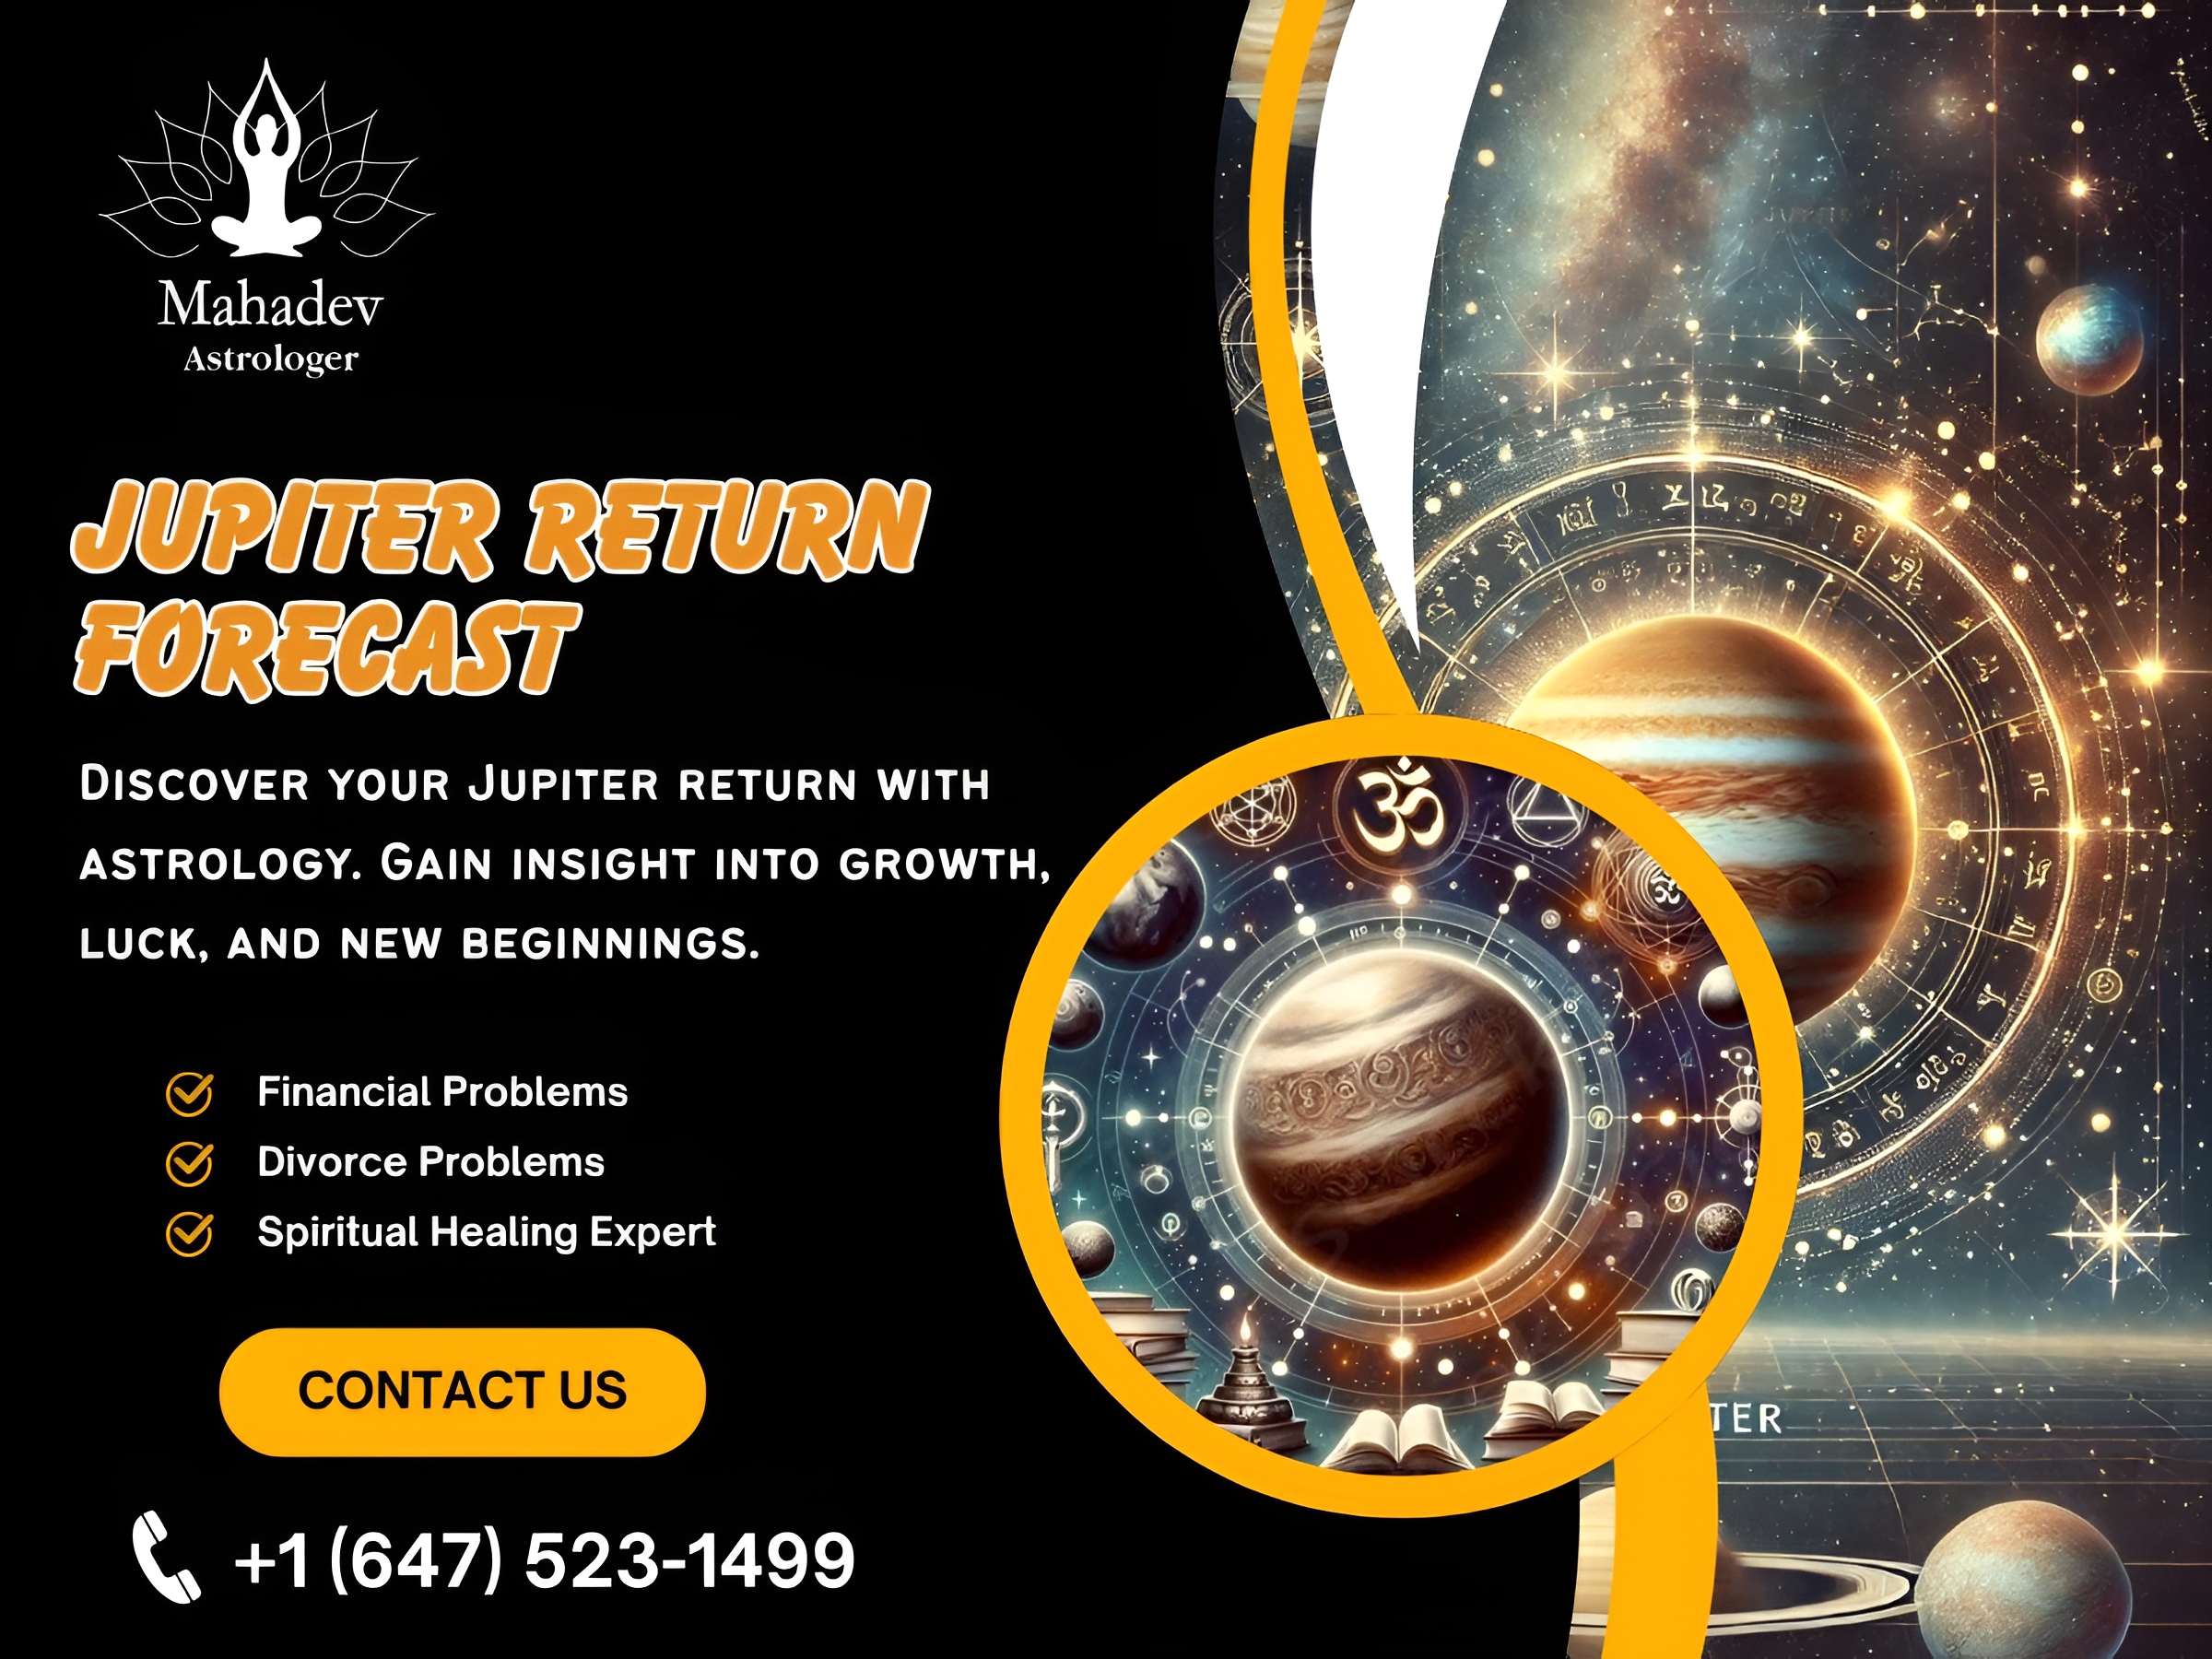 Mahadev
Astrologer
JUPITER RETURN
FORECAST
DISCOVER YOUR JUPITER RETURN WITH
ASTROLOGY. GAIN INSIGHT INTO GROWTH,
LUCK, AND NEW BEGINNINGS.
Financial Problems
Divorce Problems
Spiritual Healing Expert
CONTACT US
+1 (647) 523-1499
ॐ
TER